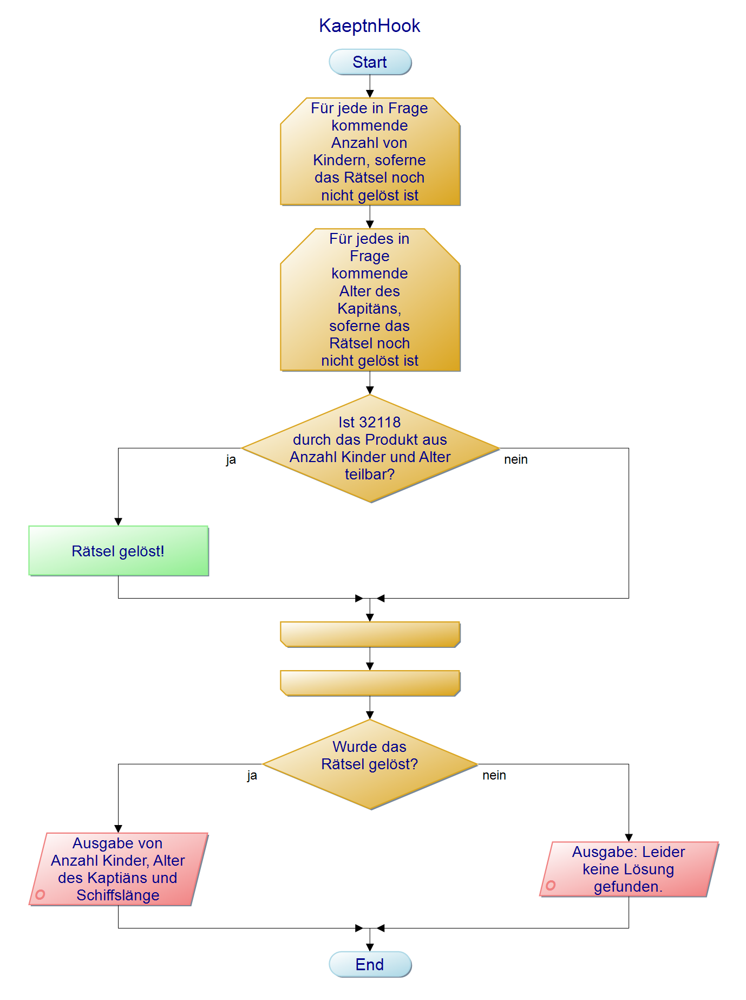 KaeptnHook
Start
Für jede in Frage
kommende
Anzahl von
Kindern, soferne
das Rätsel noch
nicht gelöst ist
Für jedes in
Frage
kommende
Alter des
Kapitäns,
soferne das
Rätsel noch
nicht gelöst ist
Ist 32118
durch das Produkt aus
Anzahl Kinder und Alter
teilbar?
ja
nein
Rätsel gelöst!
Wurde das
Rätsel gelöst?
ja
nein
Ausgabe von
Anzahl Kinder, Alter
des Kaptiäns und
Schiffslänge
Ausgabe: Leider
keine Lösung
gefunden.
End